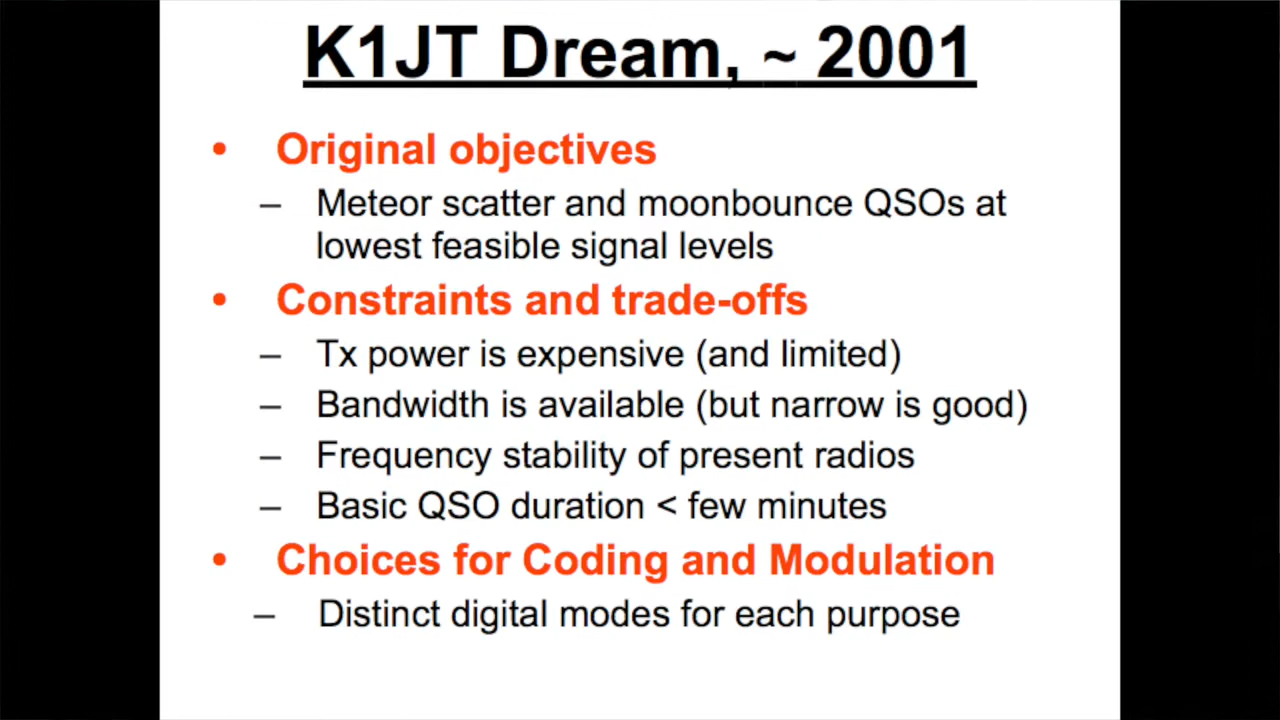 K1JT Dream, ~ 2001
• Original objectives
– Meteor scatter and moonbounce QSOs at
lowest feasible signal levels
• Constraints and trade-offs
– Tx power is expensive (and limited)
– Bandwidth is available (but narrow is good)
– Frequency stability of present radios
– Basic QSO duration < few minutes
• Choices for Coding and Modulation
– Distinct digital modes for each purpose